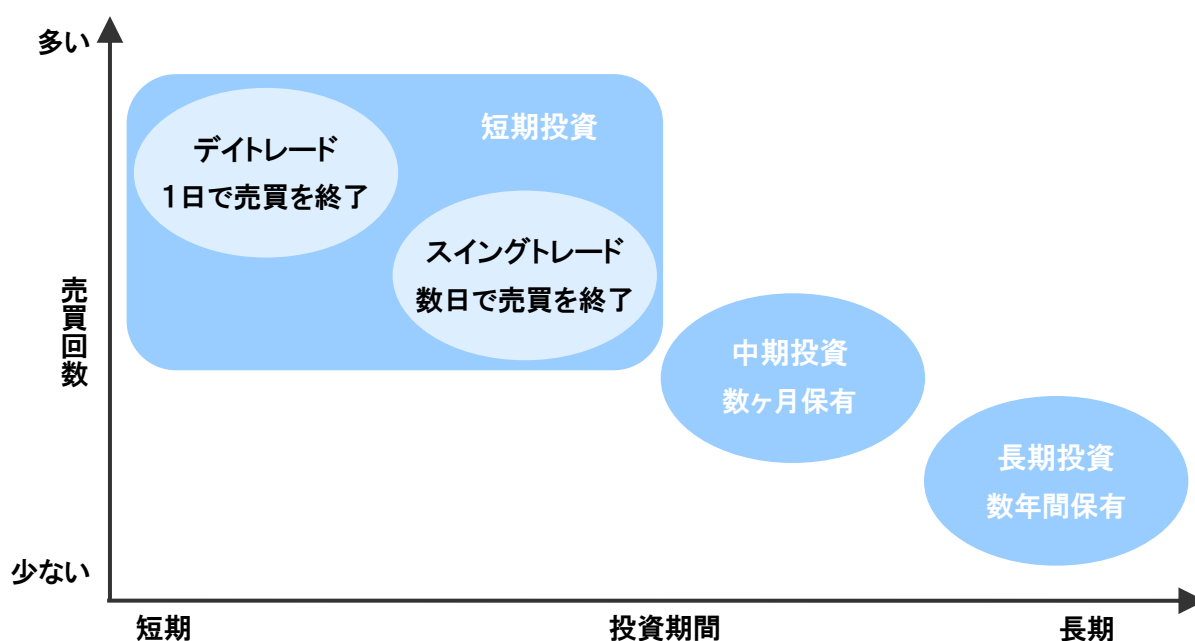 多い
短期投資
デイトレード
1日で売買を終了
スイングトレード
数日で売買を終了
売買回数
中期投資
数ヶ月保有
長期投資
数年間保有
少ない
短期
投資期間
長期